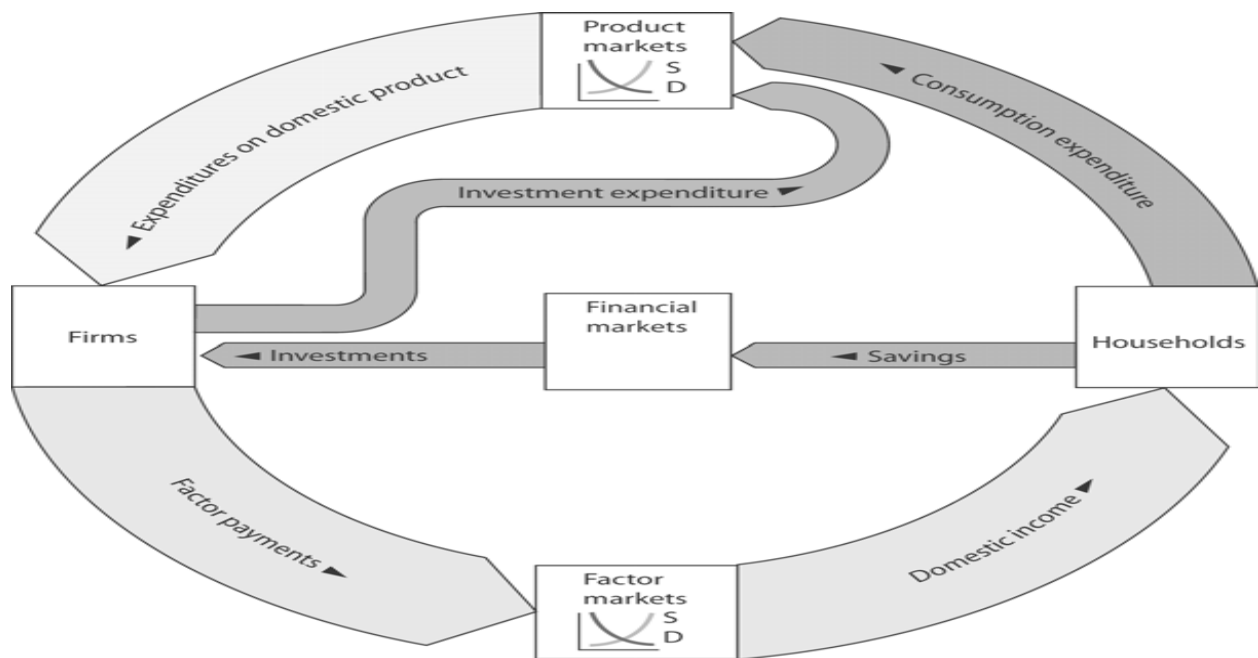 Product
markets
S
D
Expenditures on domestic product
Consumption expenditure
Investment expenditure
Firms
Financial
markets
Households
Investments
Savings
Factor payments
Domestic income
Factor
markets
S
D